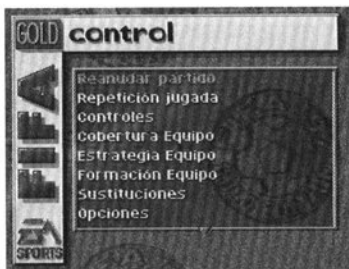 GOLD control
FIFA
Reanudar partido
Repetición jugada
Controles
Cobertura Equipo
Estrategia Equipo
Formación Equipo
Sustituciones
Opciones
EA
SPORTS